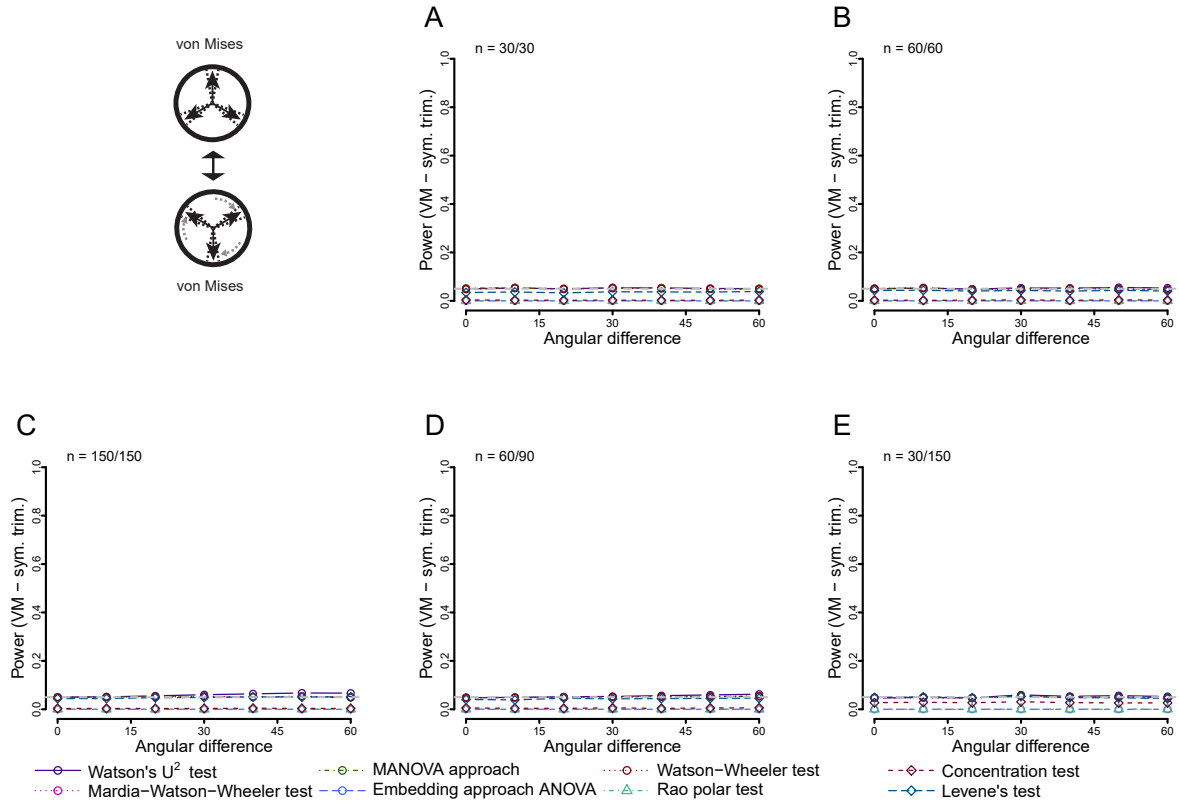 von Mises
von Mises
A
n = 30/30
Power (VM − sym. trim.)
0.0 0.2 0.4 0.6 0.8 1.0
0 15 30 45 60
Angular difference
B
n = 60/60
Power (VM − sym. trim.)
0.0 0.2 0.4 0.6 0.8 1.0
0 15 30 45 60
Angular difference
C
n = 150/150
Power (VM − sym. trim.)
0.0 0.2 0.4 0.6 0.8 1.0
0 15 30 45 60
Angular difference
D
n = 60/90
Power (VM − sym. trim.)
0.0 0.2 0.4 0.6 0.8 1.0
0 15 30 45 60
Angular difference
E
n = 30/150
Power (VM − sym. trim.)
0.0 0.2 0.4 0.6 0.8 1.0
0 15 30 45 60
Angular difference
Watson's U² test
Mardia−Watson−Wheeler test
MANOVA approach
Embedding approach ANOVA
Watson−Wheeler test
Rao polar test
Concentration test
Levene's test